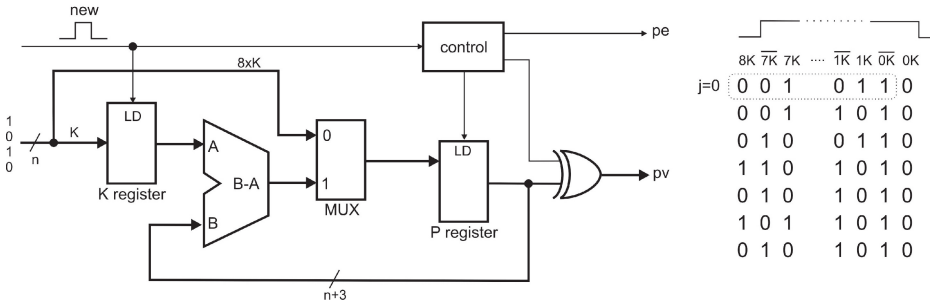 new
control
pe
8xK
LD
K
n
1
0
1
0
K register
A
B-A
B
0
1
MUX
LD
P register
pv
n+3
8K 7̅K̅ 7K .... 1̅K̅ 1K 0̅K̅ 0K
j=0 0 0 1 0 1 1 0
0 0 1 1 0 1 0
0 1 0 0 1 1 0
1 1 0 1 0 1 0
0 1 0 1 0 1 0
1 0 1 1 0 1 0
0 1 0 1 0 1 0